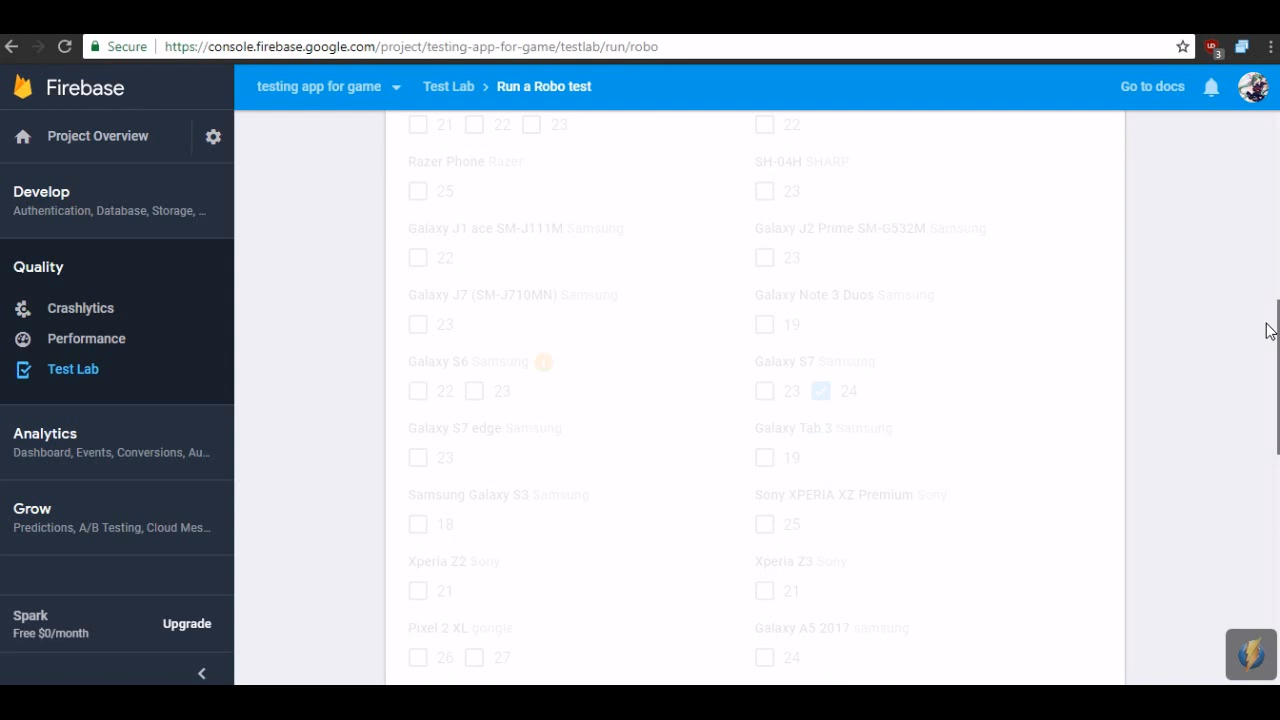 Secure
https://console.firebase.google.com/project/testing-app-for-game/testlab/run/robo
3
Firebase
testing app for game
Test Lab
Run a Robo test
Go to docs
Project Overview
Develop
Authentication, Database, Storage, ...
Quality
Crashlytics
Performance
Test Lab
Analytics
Dashboard, Events, Conversions, Au...
Grow
Predictions, A/B Testing, Cloud Mes...
Spark
Free $0/month
Upgrade
21 22 23
22
Razer Phone Razer
SH-04H SHARP
25
23
Galaxy J1 ace SM-J111M Samsung
Galaxy J2 Prime SM-G532M Samsung
22
23
Galaxy J7 (SM-J710MN) Samsung
Galaxy Note 3 Duos Samsung
23
19
Galaxy S6 Samsung
Galaxy S7 Samsung
22 23
23 24
Galaxy S7 edge Samsung
Galaxy Tab 3 Samsung
23
19
Samsung Galaxy S3 Samsung
Sony XPERIA XZ Premium Sony
18
25
Xperia Z2 Sony
Xperia Z3 Sony
21
21
Pixel 2 XL google
Galaxy A5 2017 samsung
26 27
24